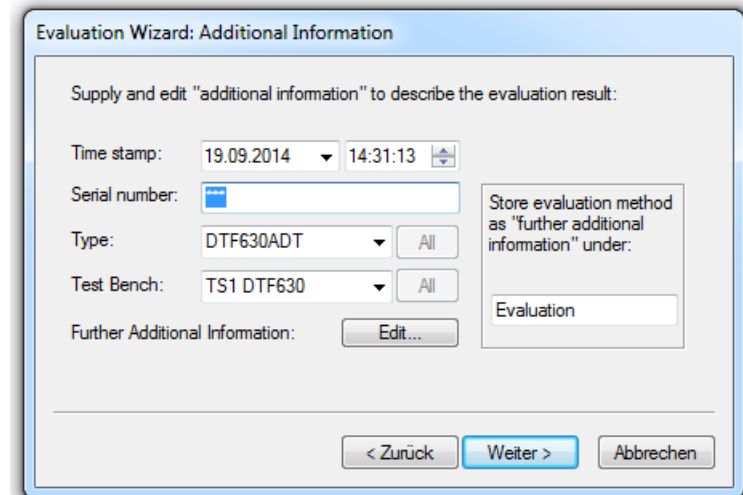 Evaluation Wizard: Additional Information
Supply and edit "additional information" to describe the evaluation result:
Time stamp: 19.09.2014 14:31:13
Serial number: ***
Type: DTF630ADT All
Test Bench: TS1 DTF630 All
Further Additional Information: Edit...
Store evaluation method
as "further additional
information" under:
Evaluation
< Zurück Weiter > Abbrechen